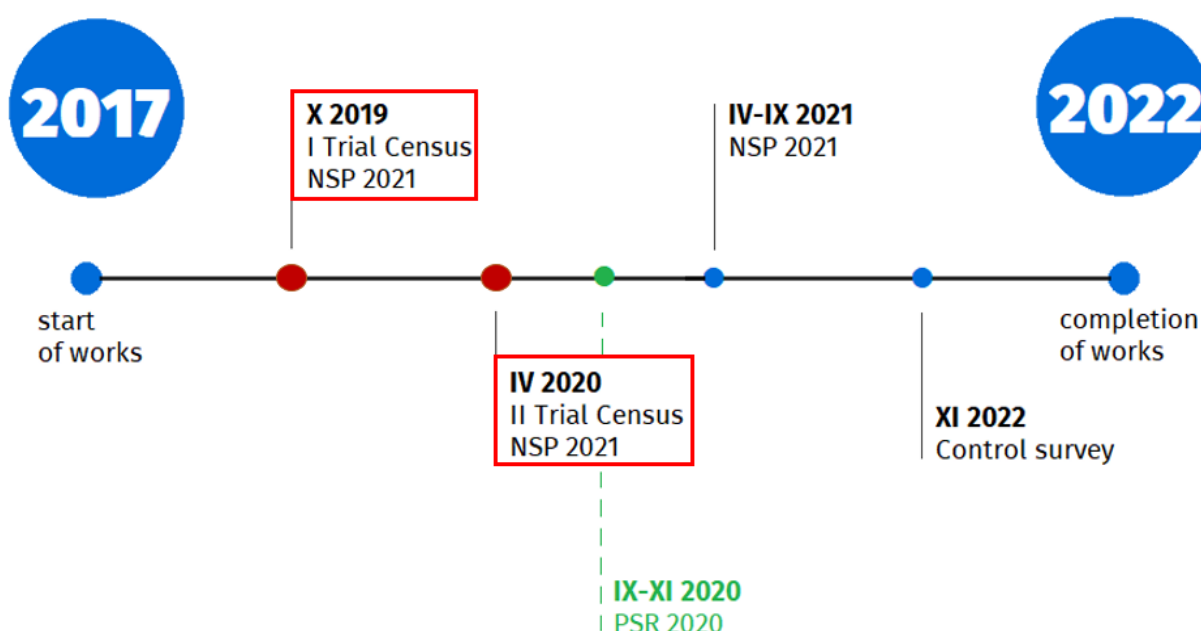 2017
2022
X 2019
I Trial Census
NSP 2021
IV-IX 2021
NSP 2021
start
of works
completion
of works
IV 2020
II Trial Census
NSP 2021
XI 2022
Control survey
IX-XI 2020
PSR 2020